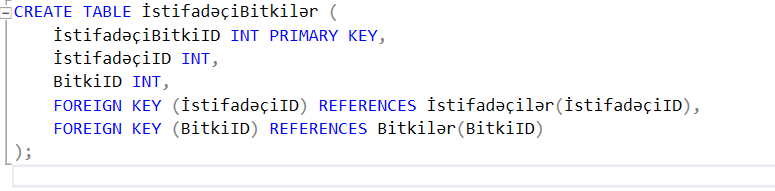 CREATE TABLE İstifadəçiBitkilər (
İstifadəçiBitkiID INT PRIMARY KEY,
İstifadəçiID INT,
BitkiID INT,
FOREIGN KEY (İstifadəçiID) REFERENCES İstifadəçilər(İstifadəçiID),
FOREIGN KEY (BitkiID) REFERENCES Bitkilər(BitkiID)
);